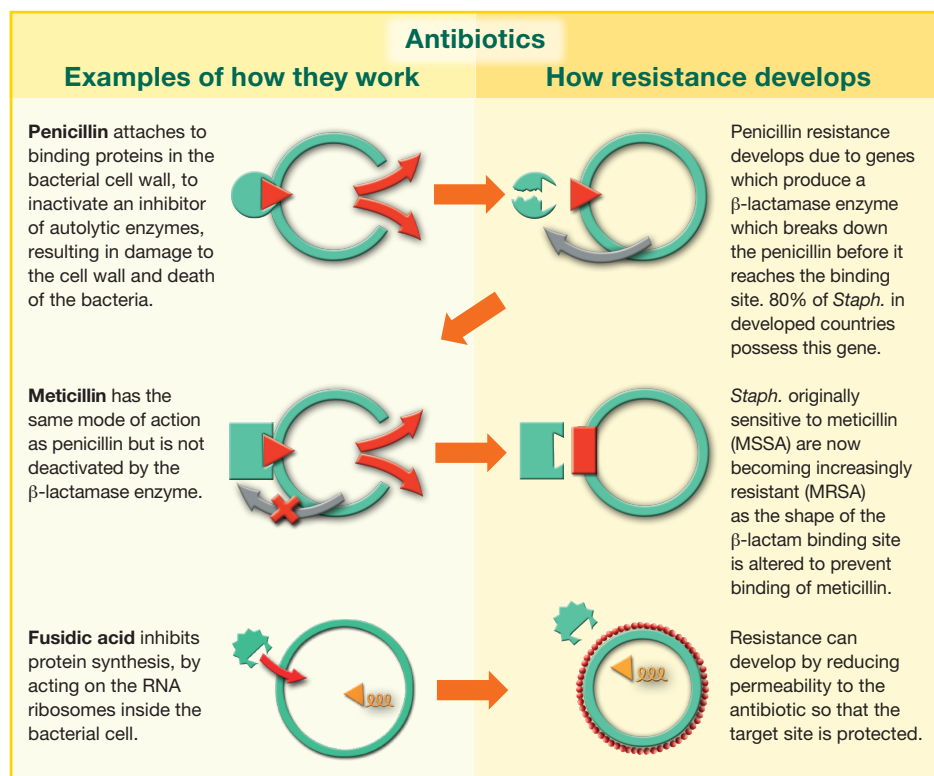 Antibiotics
Examples of how they work
How resistance develops
Penicillin attaches to
binding proteins in the
bacterial cell wall, to
inactivate an inhibitor
of autolytic enzymes,
resulting in damage to
the cell wall and death
of the bacteria.
Penicillin resistance
develops due to genes
which produce a
β-lactamase enzyme
which breaks down
the penicillin before it
reaches the binding
site. 80% of Staph. in
developed countries
possess this gene.
Meticillin has the
same mode of action
as penicillin but is not
deactivated by the
β-lactamase enzyme.
Staph. originally
sensitive to meticillin
(MSSA) are now
becoming increasingly
resistant (MRSA)
as the shape of the
β-lactam binding site
is altered to prevent
binding of meticillin.
Fusidic acid inhibits
protein synthesis, by
acting on the RNA
ribosomes inside the
bacterial cell.
Resistance can
develop by reducing
permeability to the
antibiotic so that the
target site is protected.